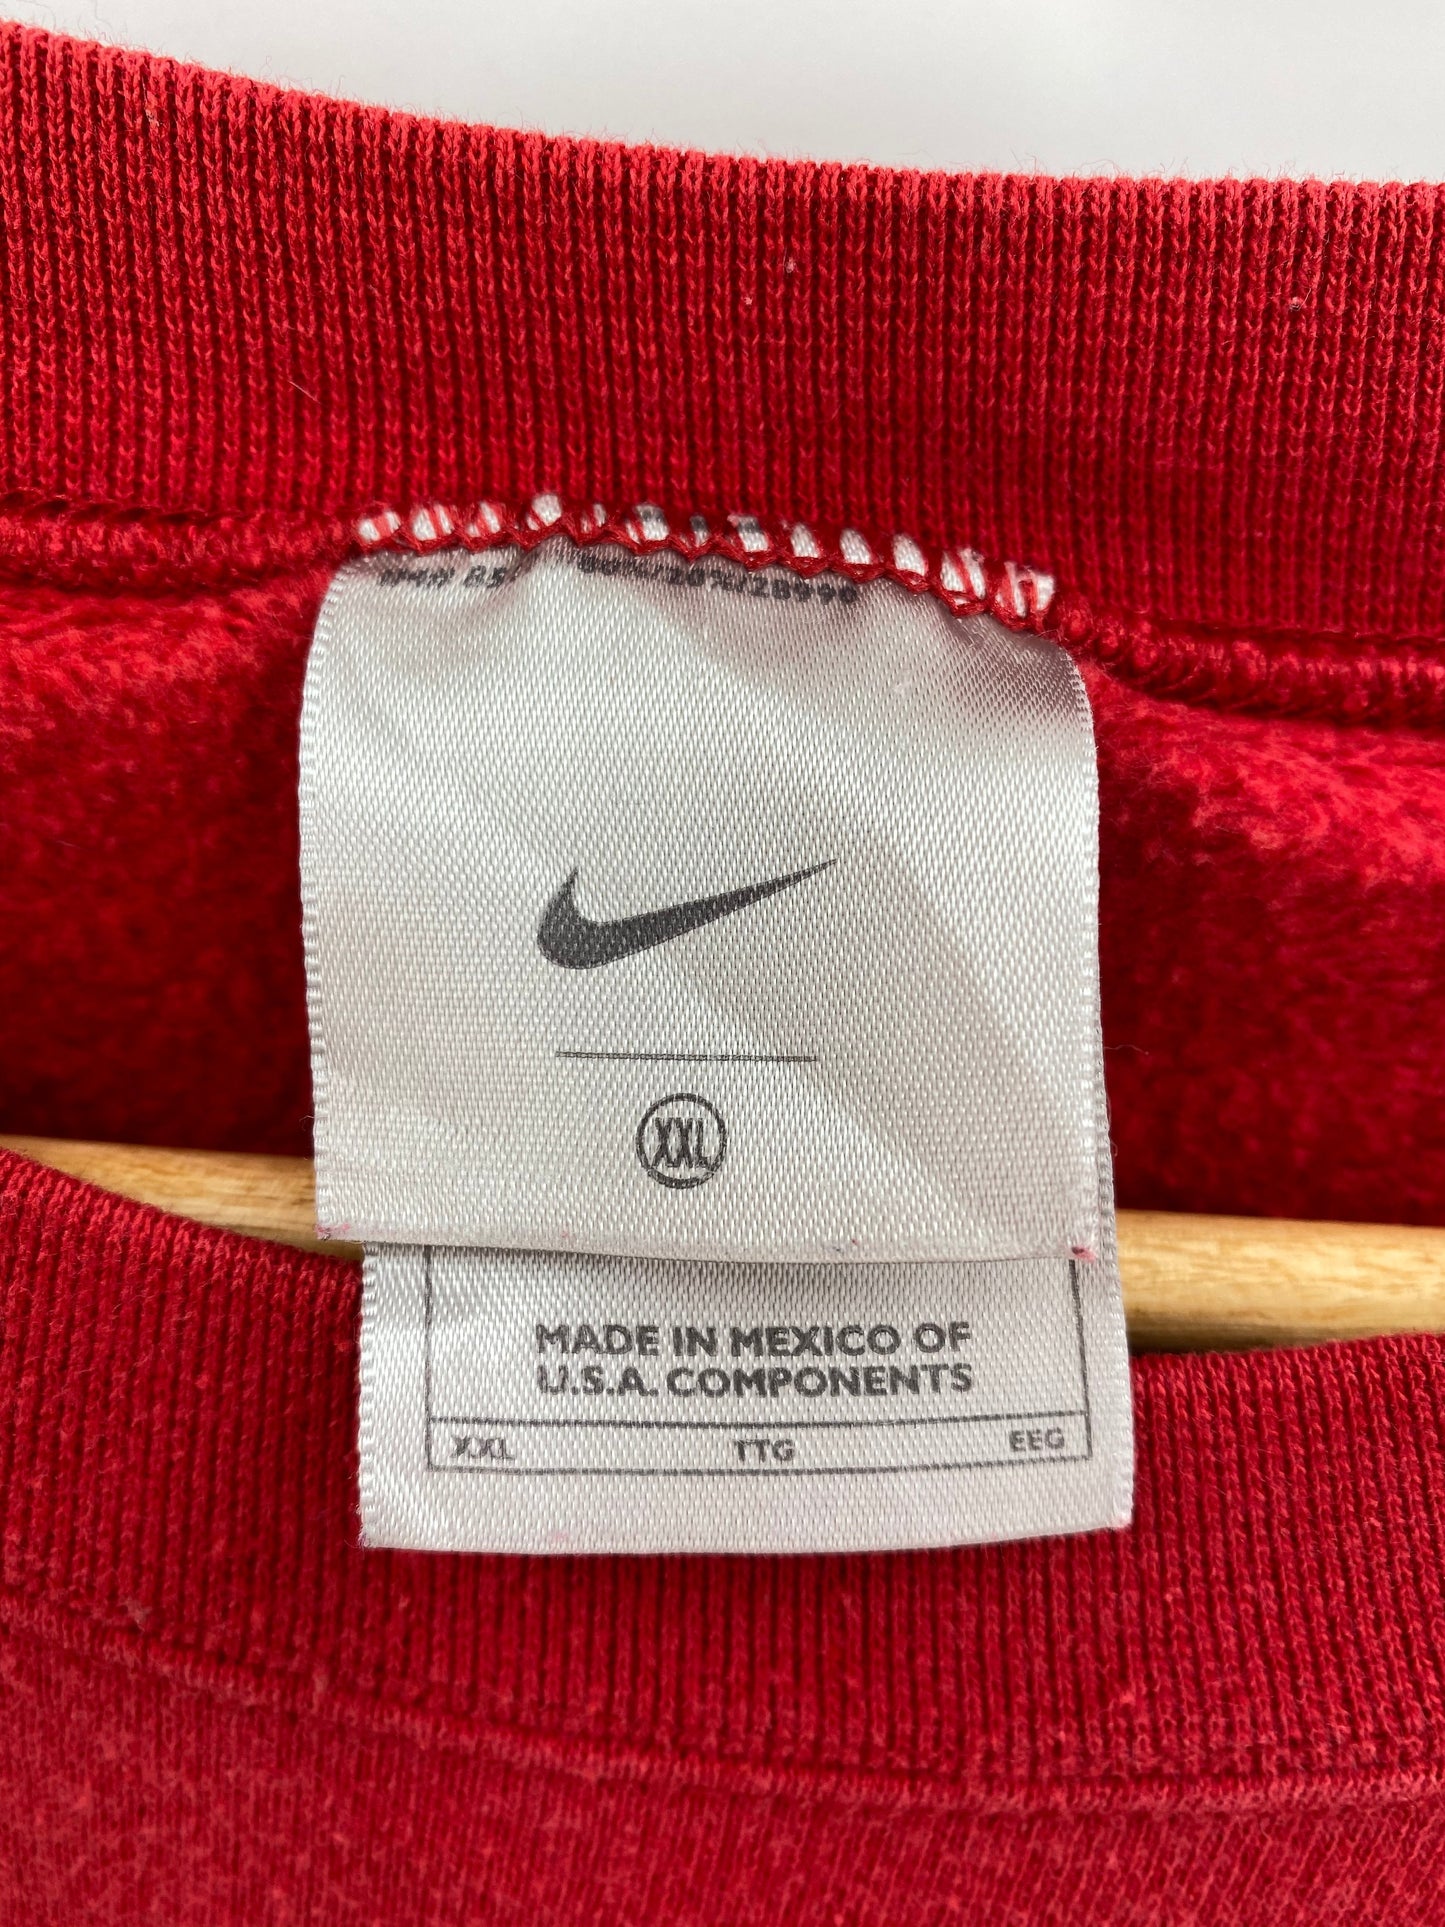 XXL
MADE IN MEXICO OF
U.S.A. COMPONENTS
XXL TTG EEG